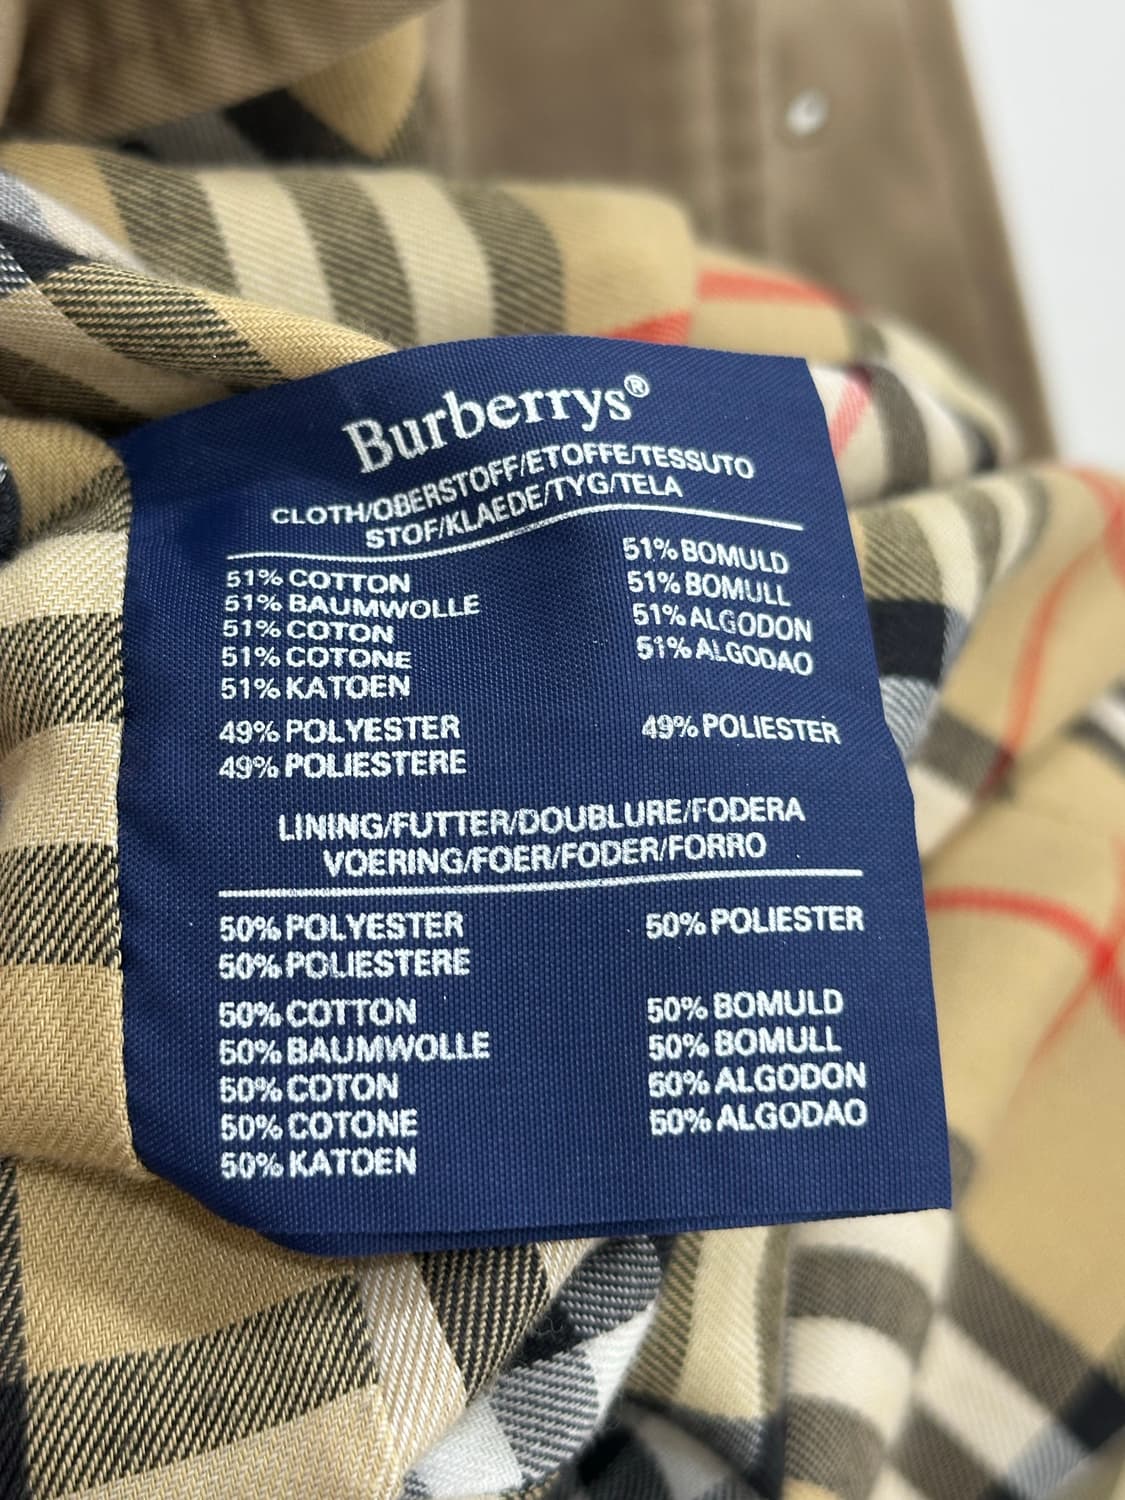 Burberrys®
CLOTH/OBERSTOFF/ETOFFE/TESSUTO
STOF/KLAEDE/TYG/TELA
51% COTTON
51% BAUMWOLLE
51% COTON
51% COTONE
51% KATOEN
51% BOMULD
51% BOMULL
51% ALGODON
51% ALGODAO
49% POLYESTER
49% POLIESTERE
49% POLIESTER
LINING/FUTTER/DOUBLURE/FODERA
VOERING/FOER/FODER/FORRO
50% POLYESTER
50% POLIESTERE
50% POLIESTER
50% COTTON
50% BAUMWOLLE
50% COTON
50% COTONE
50% KATOEN
50% BOMULD
50% BOMULL
50% ALGODON
50% ALGODAO